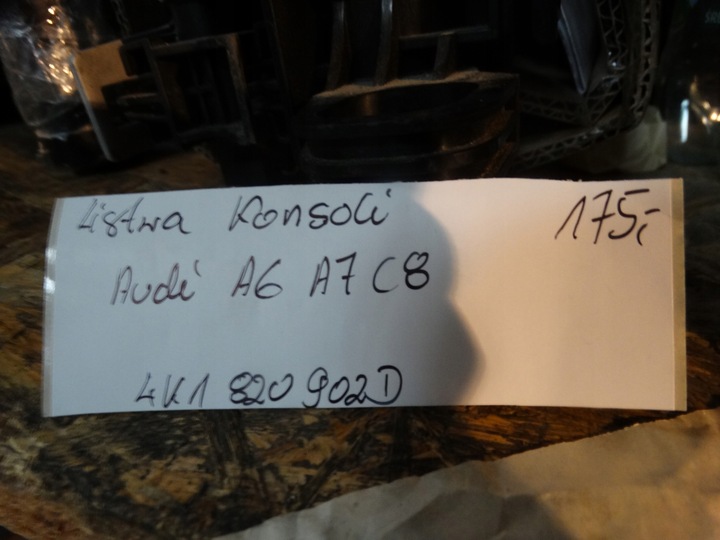 Listwa Konsoli 175,-
Audi A6 A7 C8
4K1 820 902D